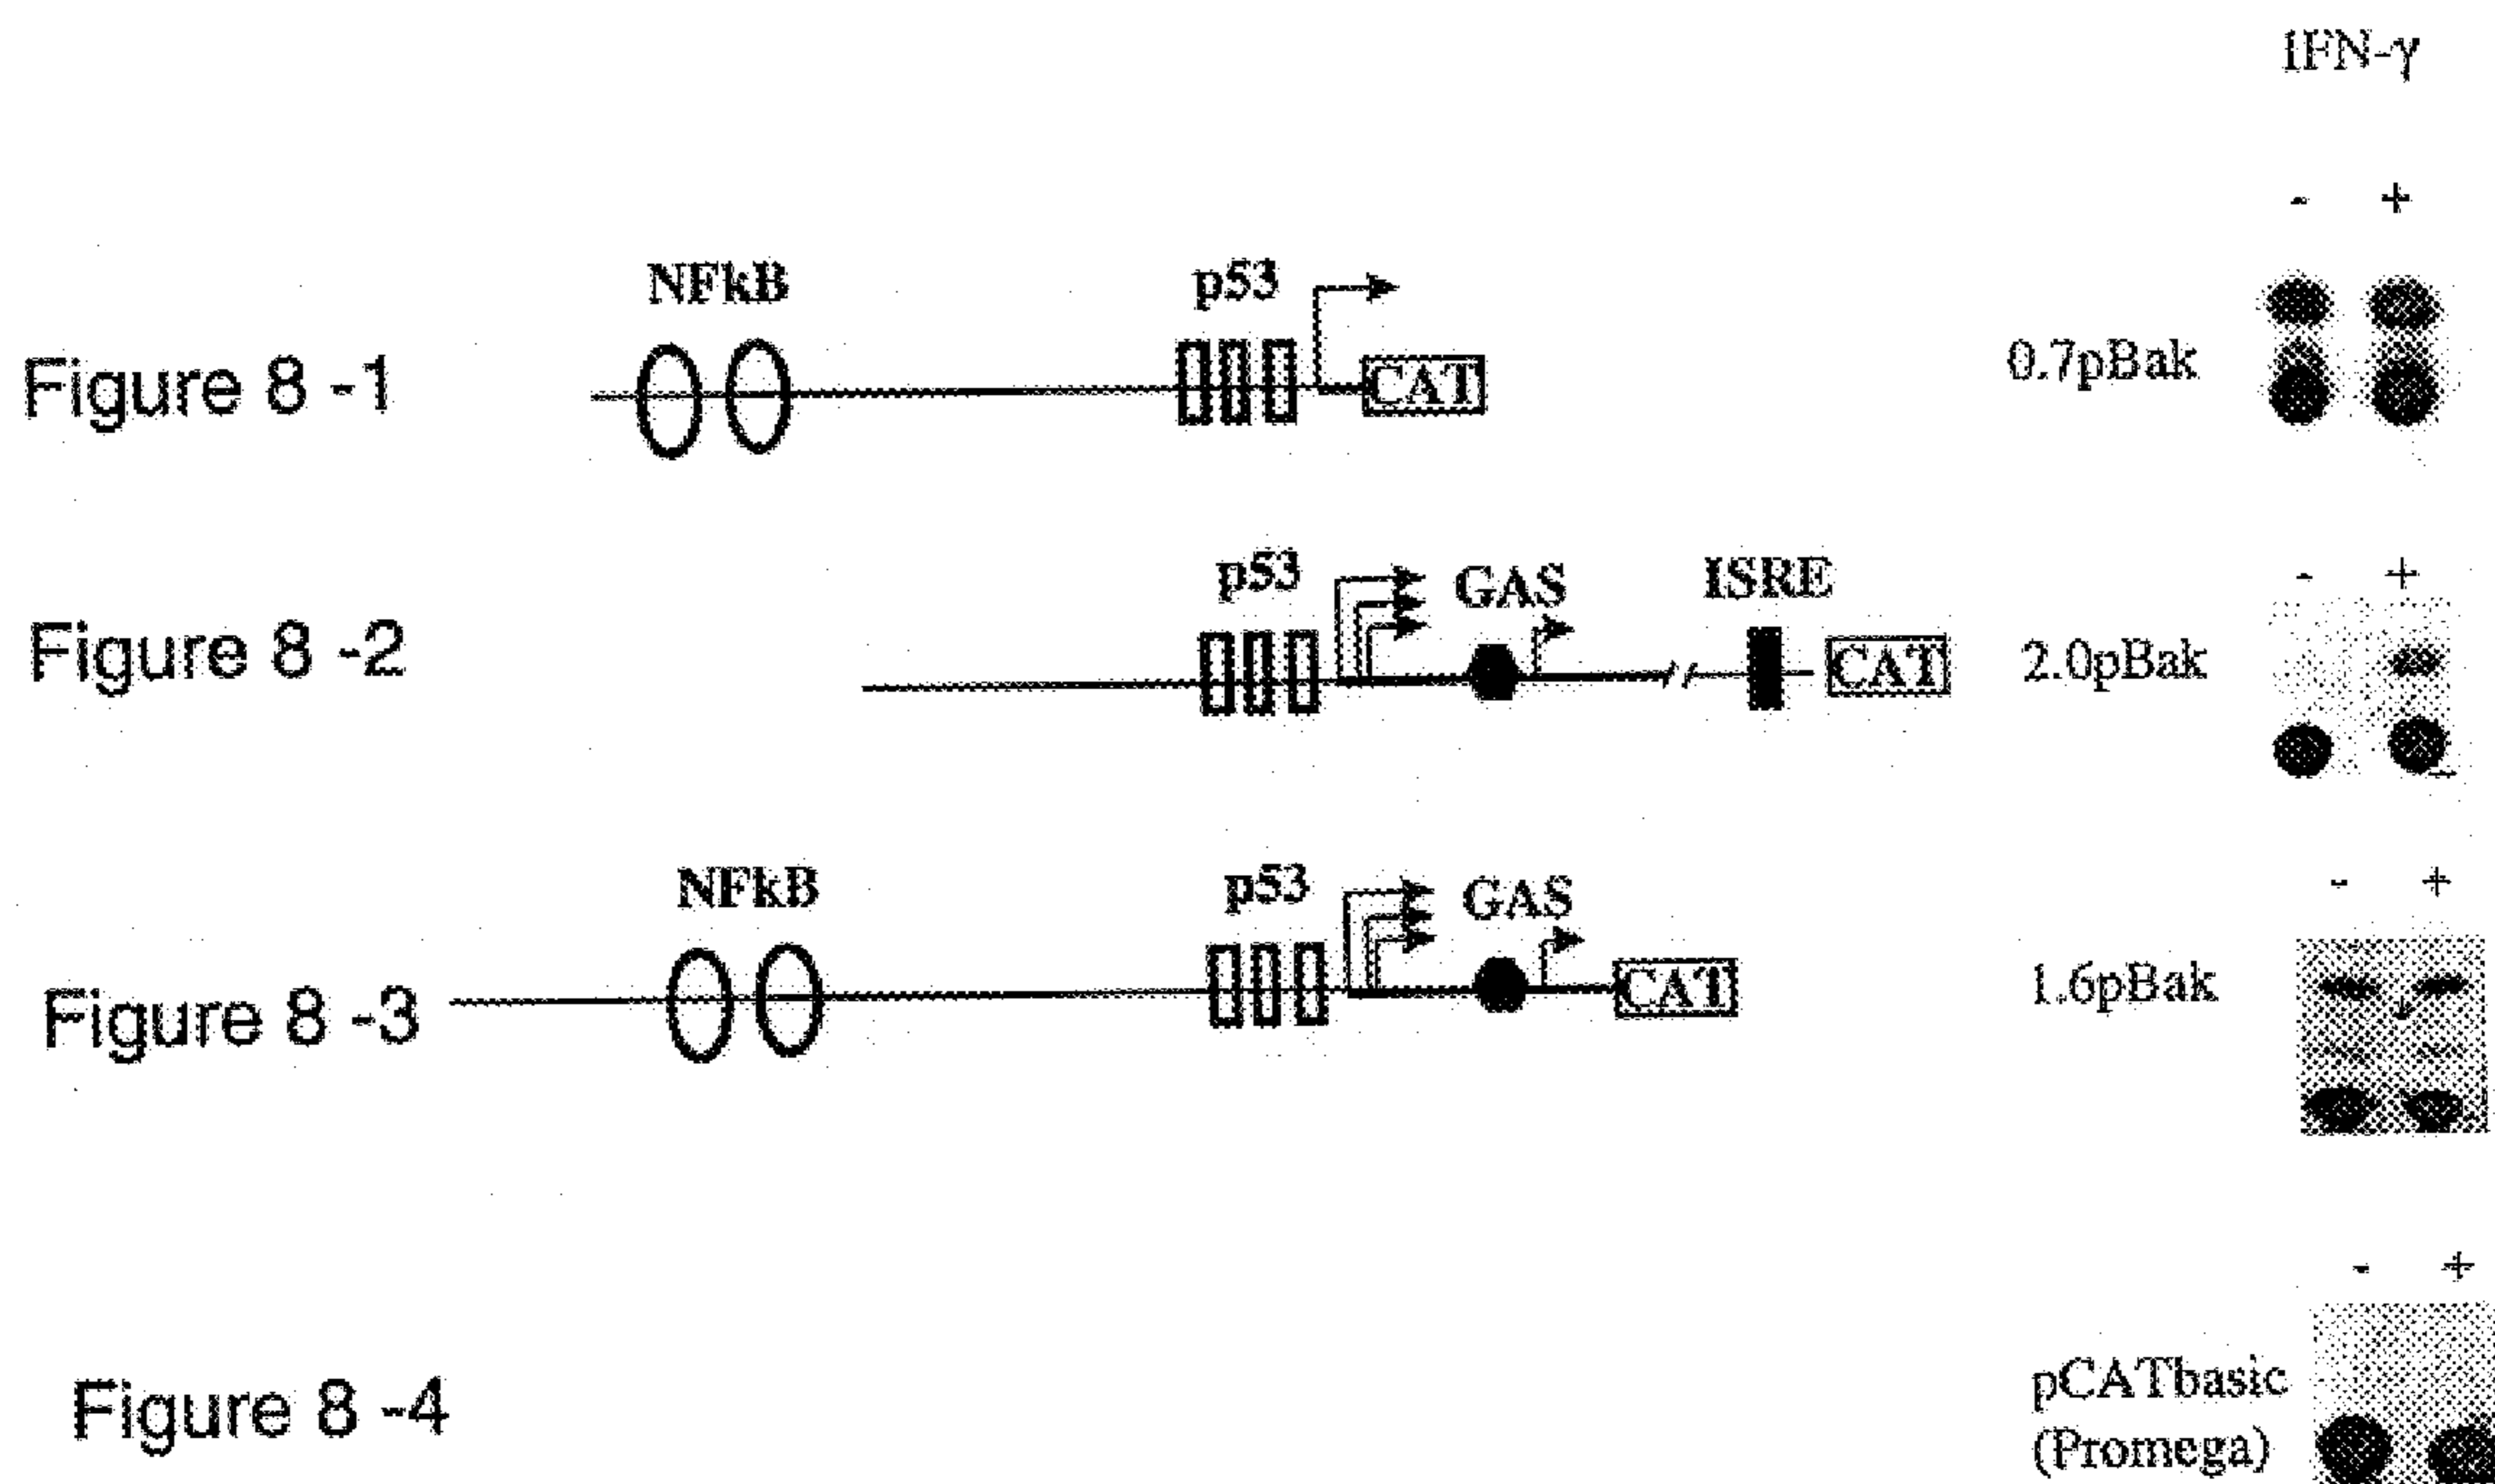 IFN-γ
- +
NFkB p53
Figure 8 -1 CAT 0.7pBak
p53 GAS ISRE - +
Figure 8 -2 CAT 2.0pBak
NFkB p53 GAS - +
Figure 8 -3 CAT 1.6pBak
- +
Figure 8 -4 pCATbasic
(Promega)